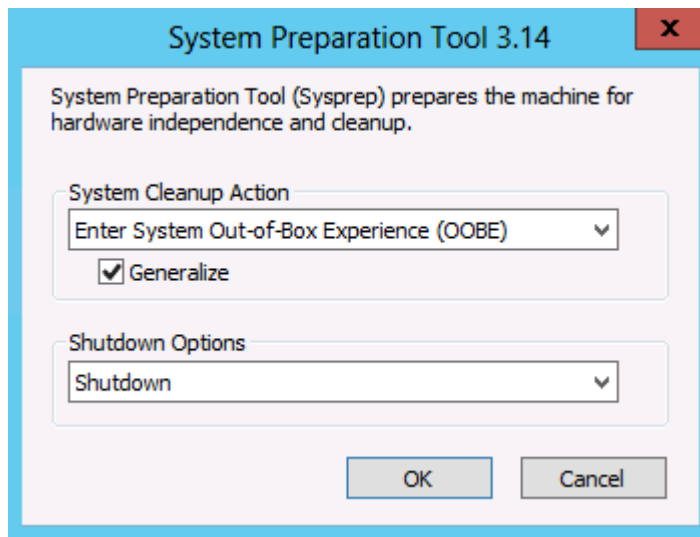 System Preparation Tool 3.14
x
System Preparation Tool (Sysprep) prepares the machine for
hardware independence and cleanup.
System Cleanup Action
Enter System Out-of-Box Experience (OOBE)
Generalize
Shutdown Options
Shutdown
OK
Cancel